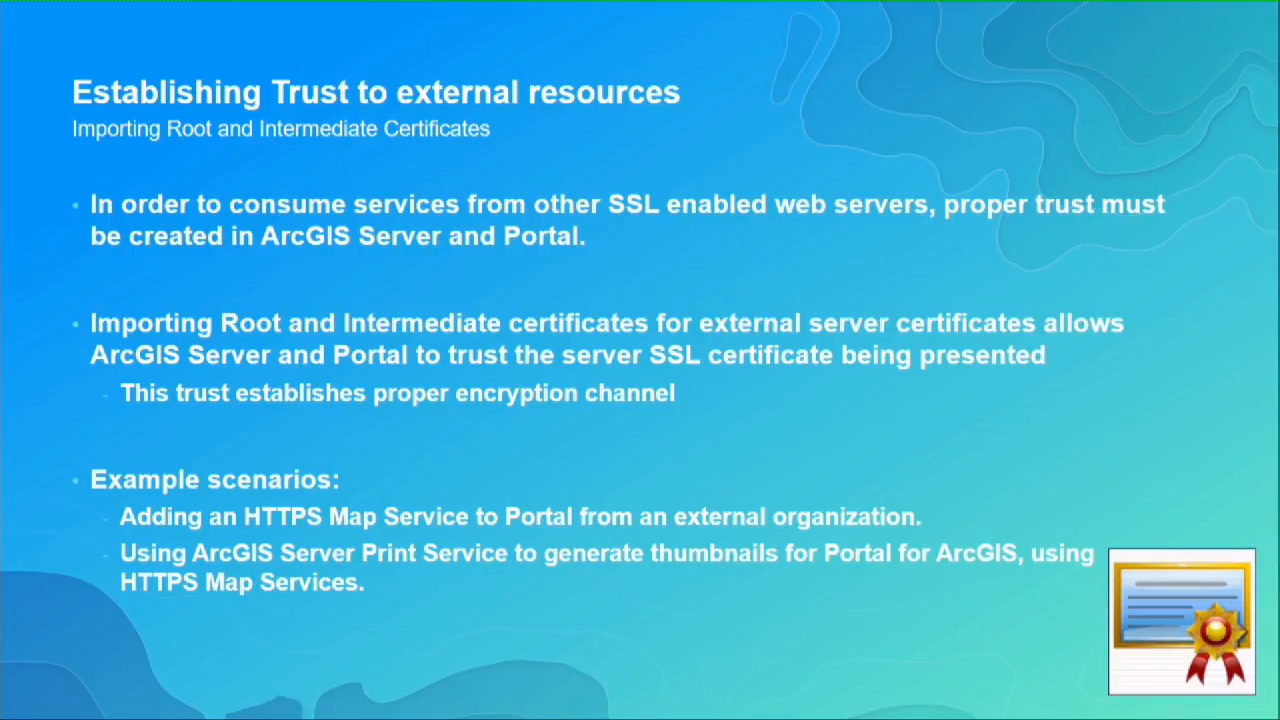 Establishing Trust to external resources
Importing Root and Intermediate Certificates
• In order to consume services from other SSL enabled web servers, proper trust must
be created in ArcGIS Server and Portal.
• Importing Root and Intermediate certificates for external server certificates allows
ArcGIS Server and Portal to trust the server SSL certificate being presented
- This trust establishes proper encryption channel
• Example scenarios:
- Adding an HTTPS Map Service to Portal from an external organization.
- Using ArcGIS Server Print Service to generate thumbnails for Portal for ArcGIS, using
HTTPS Map Services.